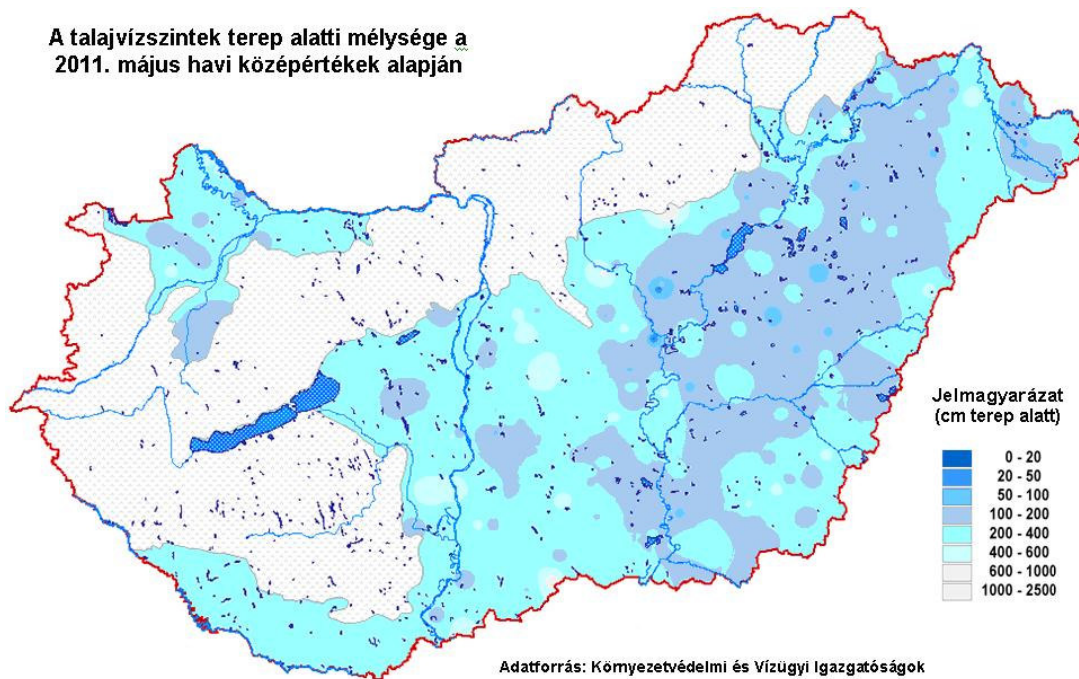 A talajvízszintek terep alatti mélysége a
2011. május havi középértékek alapján
Jelmagyarázat
(cm terep alatt)
0 - 20
20 - 50
50 - 100
100 - 200
200 - 400
400 - 600
600 - 1000
1000 - 2500
Adatforrás: Környezetvédelmi és Vízügyi Igazgatóságok